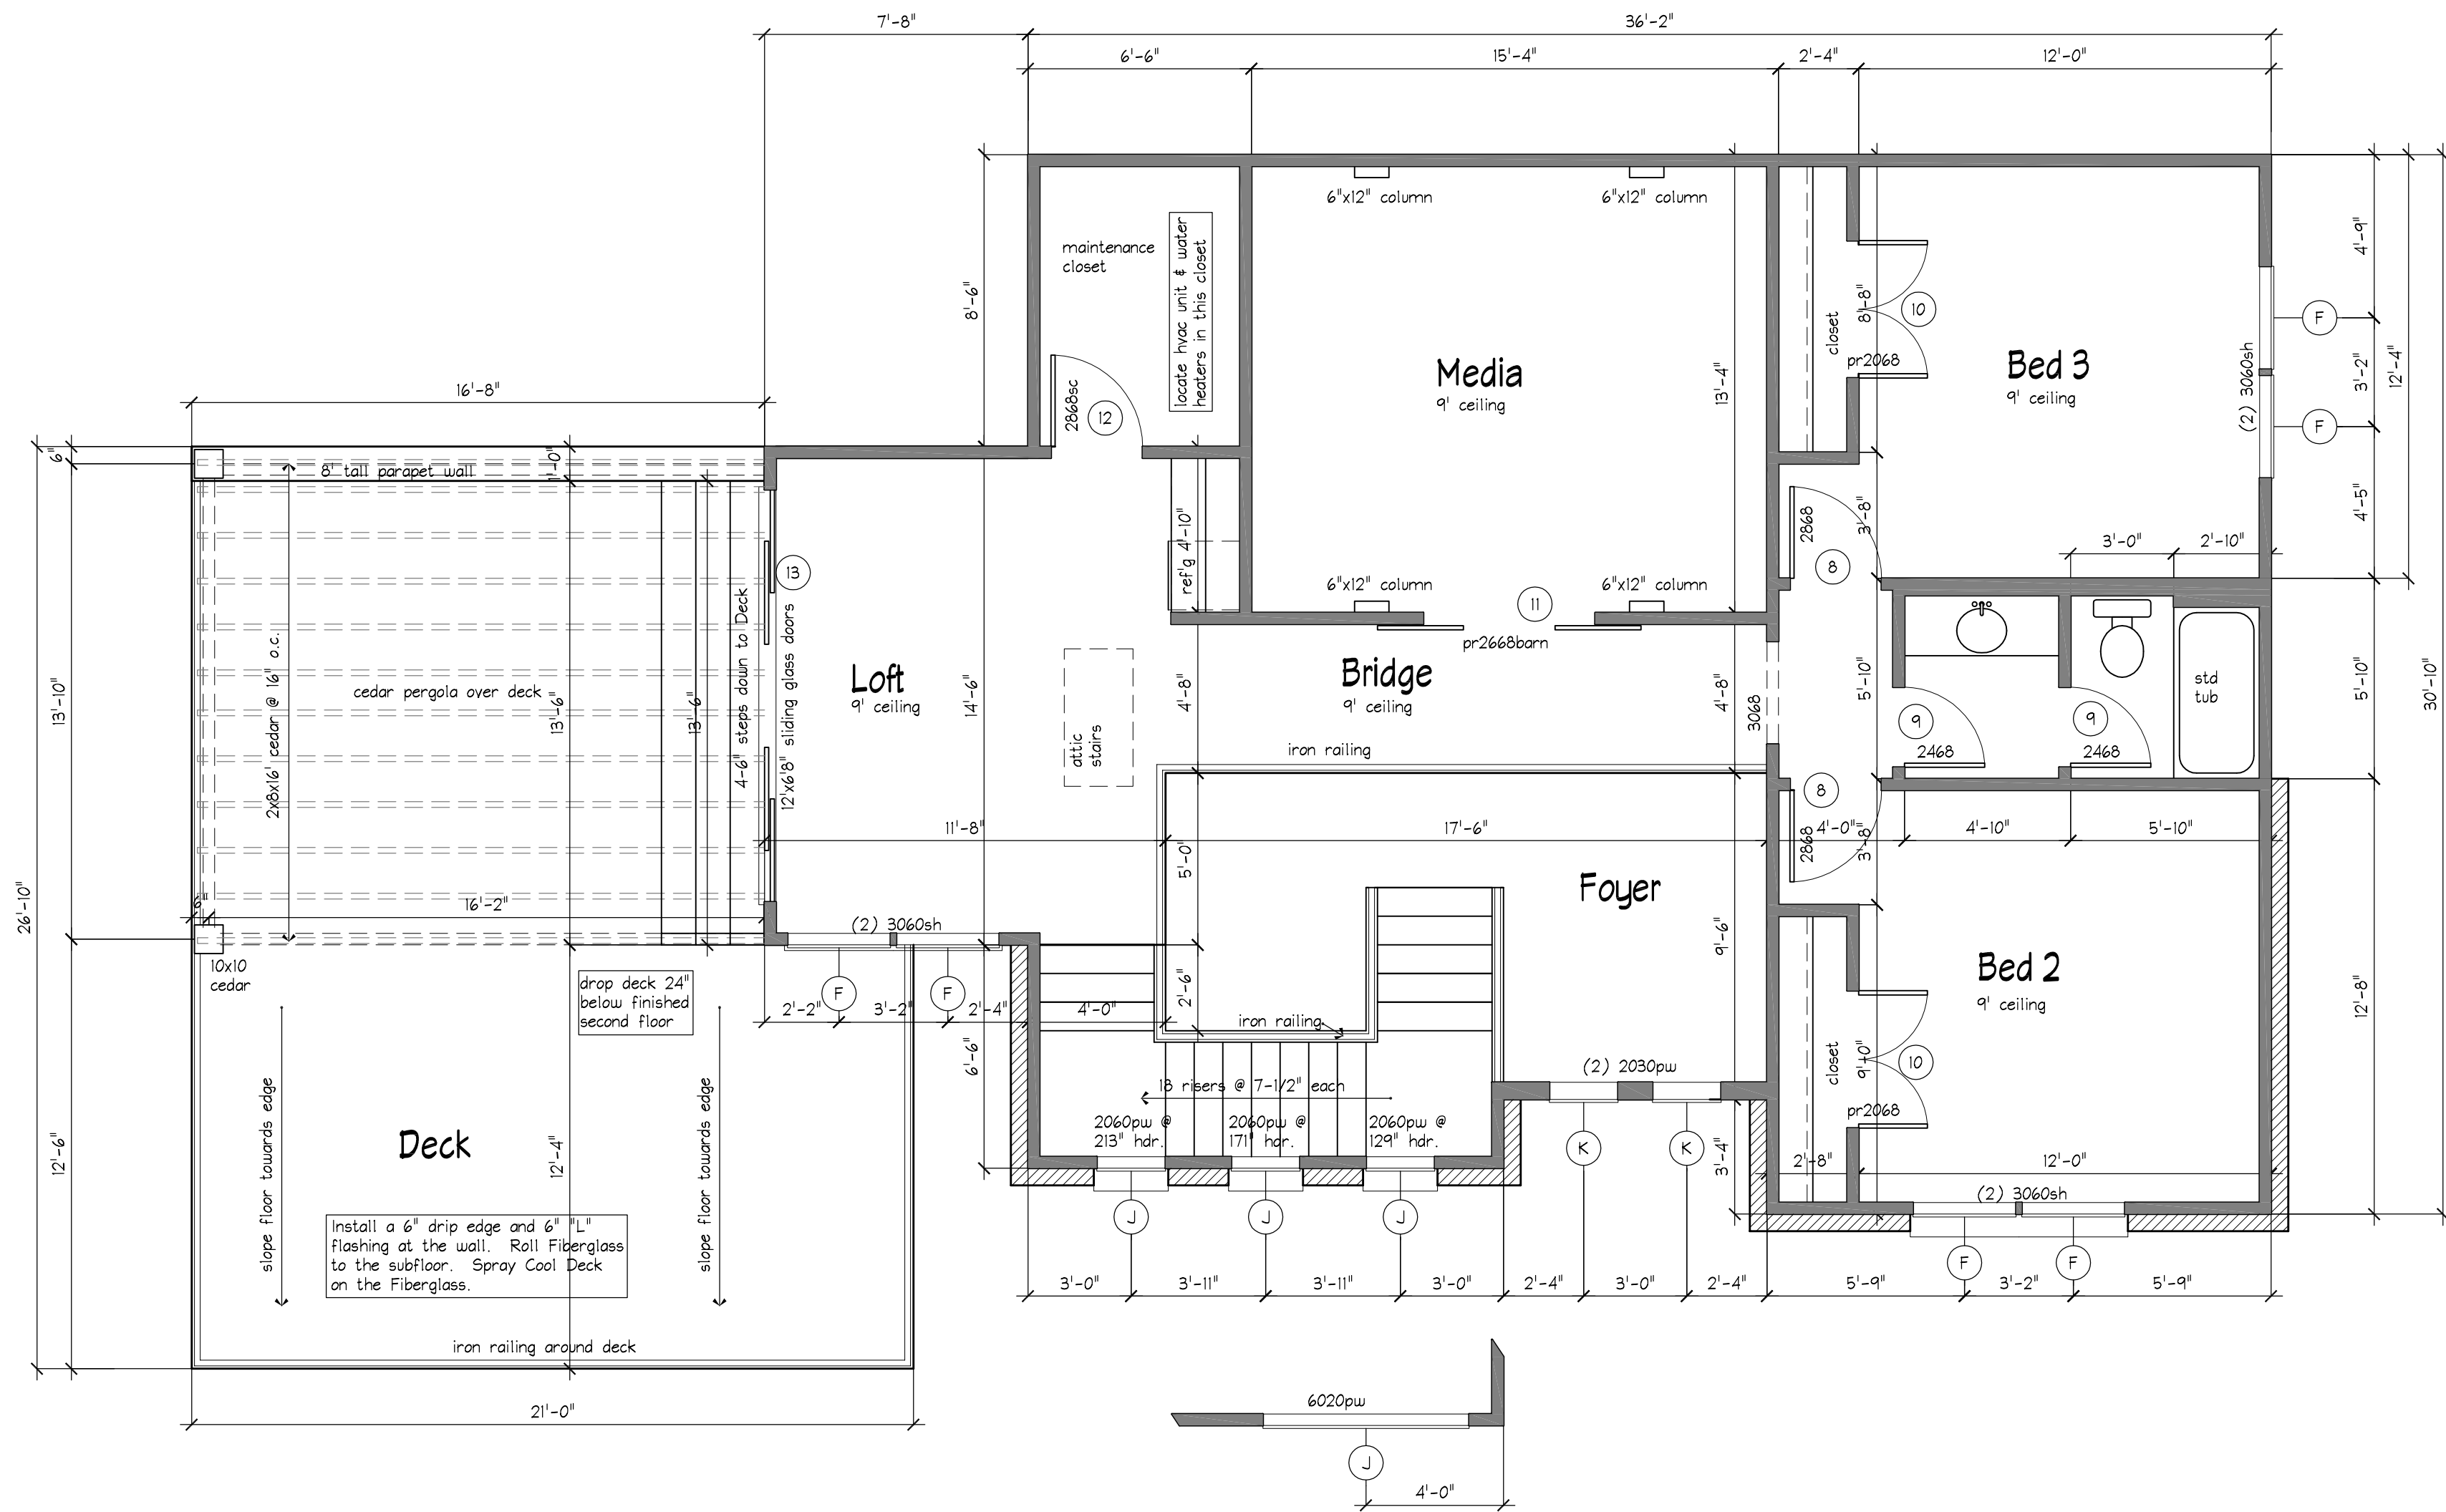 7'-8"
36'-2"
6'-6"
15'-4"
2'-4"
12'-0"
6"x12" column
6"x12" column
maintenance
closet
locate hvac unit & water
heaters in this closet
8'-6"
2868sc
12
Media
9' ceiling
13'-4"
closet
8'-8"
10
pr2068
Bed 3
9' ceiling
(2) 3060sh
4'-9"
F
3'-2"
12'-4"
F
4'-5"
30'-10"
16'-8"
6"
8' tall parapet wall
1'-0"
13'-10"
2x8x16' cedar @ 16" o.c.
cedar pergola over deck
13'-6"
13'-6"
4-6" steps down to Deck
12'x6'8" sliding glass doors
13
Loft
9' ceiling
14'-6"
ref'g
4'-10"
attic
stairs
4'-8"
6"x12" column
6"x12" column
11
pr2668barn
Bridge
9' ceiling
iron railing
4'-8"
3068
2868
8
3'-8"
3'-0"
2'-10"
5'-10"
9
2468
9
2468
std
tub
5'-10"
8
2868
3'-8"
11'-8"
17'-6"
4'-0"
4'-10"
5'-10"
26'-10"
6"
16'-2"
10x10
cedar
drop deck 24"
below finished
second floor
(2) 3060sh
F
F
2'-2"
3'-2"
2'-4"
4'-0"
5'-0"
2'-6"
6'-6"
Foyer
9'-6"
iron railing
18 risers @ 7-1/2" each
2060pw @
213" hdr.
2060pw @
171" hdr.
2060pw @
129" hdr.
(2) 2030pw
K
K
3'-4"
Bed 2
9' ceiling
closet
9'-0"
10
pr2068
2'-8"
12'-0"
(2) 3060sh
12'-8"
Deck
12'-6"
12'-4"
slope floor towards edge
slope floor towards edge
Install a 6" drip edge and 6" "L"
flashing at the wall. Roll Fiberglass
to the subfloor. Spray Cool Deck
on the Fiberglass.
iron railing around deck
J
J
J
F
F
3'-0"
3'-11"
3'-11"
3'-0"
2'-4"
3'-0"
2'-4"
5'-9"
3'-2"
5'-9"
21'-0"
6020pw
J
4'-0"